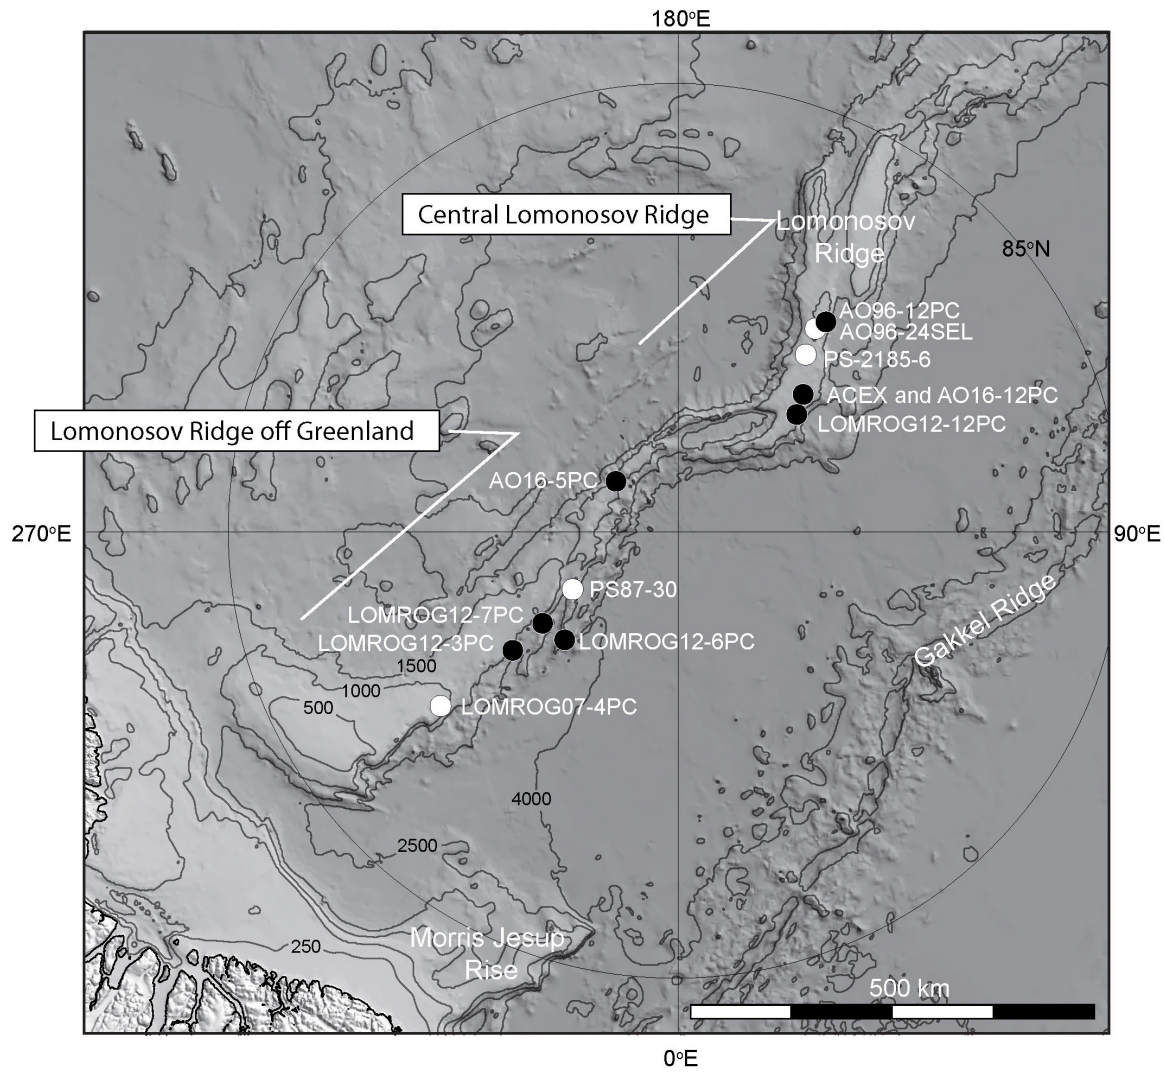 180°E
Central Lomonosov Ridge
Lomonosov
Ridge
85°N
AO96-12PC
AO96-24SEL
PS-2185-6
ACEX and AO16-12PC
LOMROG12-12PC
Lomonosov Ridge off Greenland
AO16-5PC
270°E
90°E
PS87-30
LOMROG12-7PC
LOMROG12-3PC
LOMROG12-6PC
Gakkel Ridge
1500
1000
500
LOMROG07-4PC
4000
2500
Morris Jesup
Rise
250
500 km
0°E